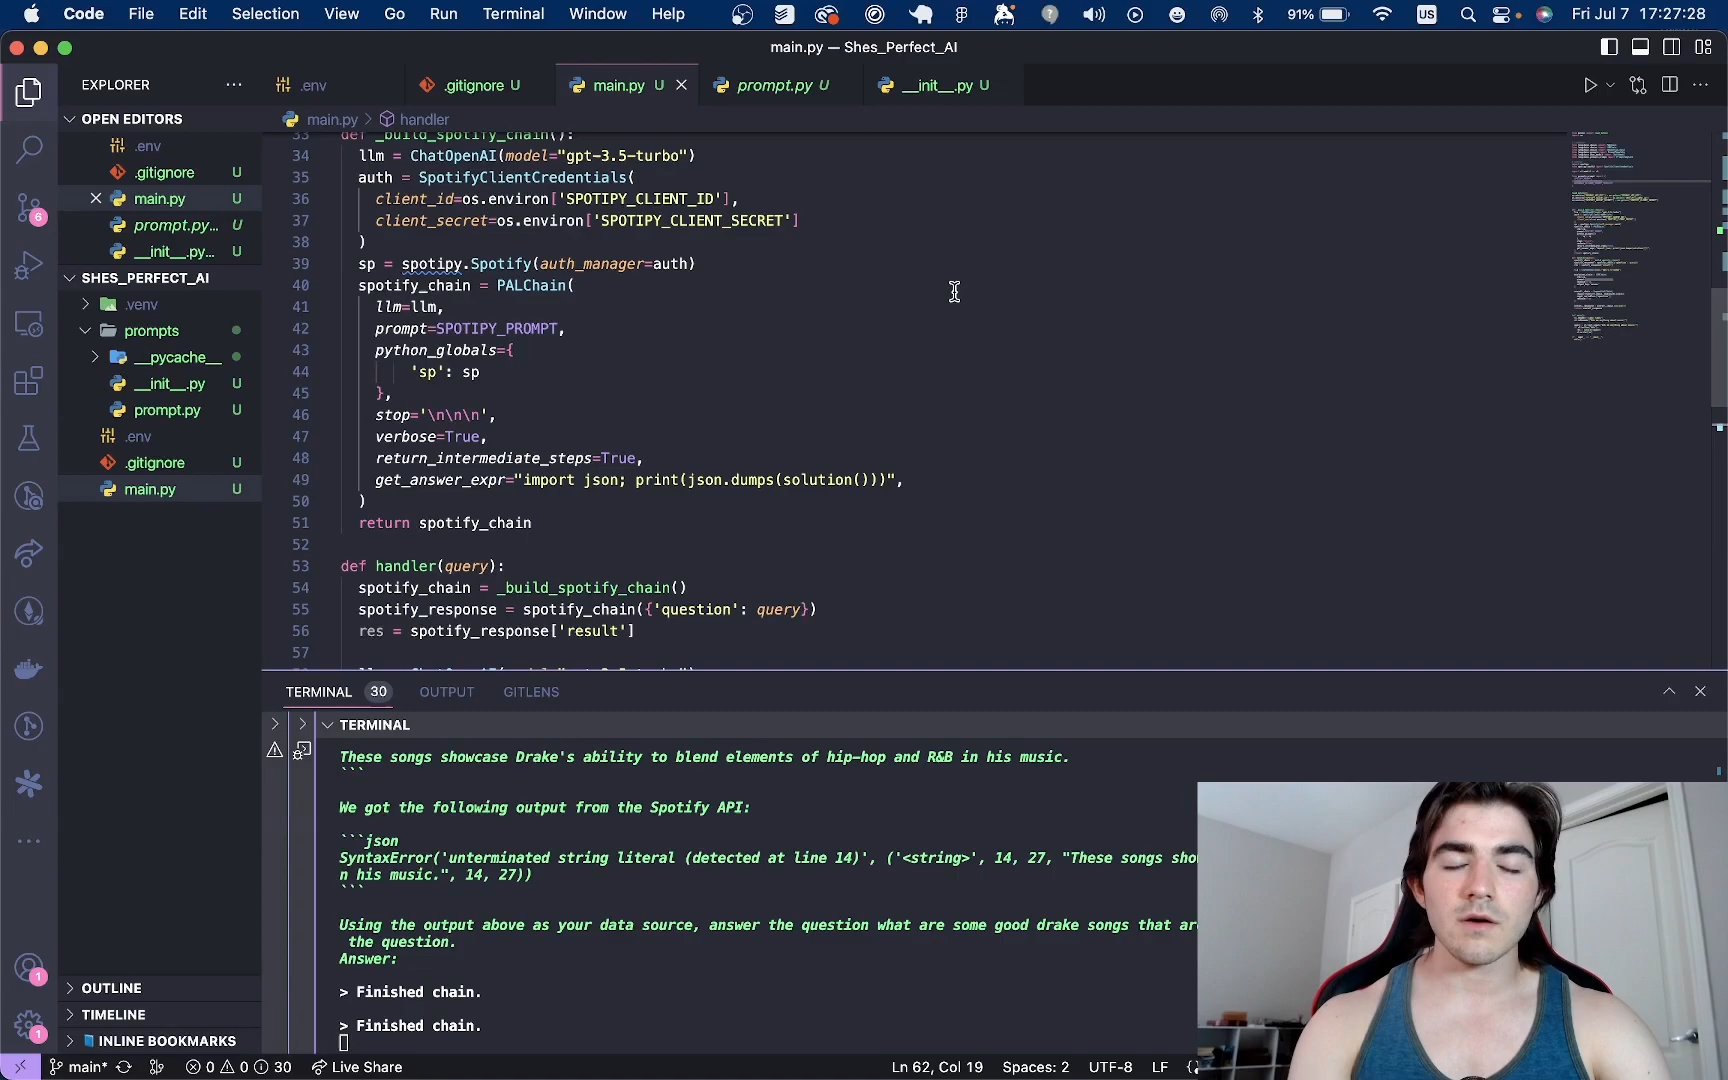 Code File Edit Selection View Go Run Terminal Window Help 91% US Fri Jul 7 17:27:28
main.py — Shes_Perfect_AI
EXPLORER ··· .env .gitignore U main.py U prompt.py U __init__.py U
OPEN EDITORS
.env
.gitignore U
main.py U
prompt.py... U
__init__.py... U
SHES_PERFECT_AI
.venv
prompts
__pycache__
__init__.py U
prompt.py U
.env
.gitignore U
main.py U
OUTLINE
TIMELINE
INLINE BOOKMARKS
6
1
1
main.py > handler
33 def _build_spotify_chain():
34 llm = ChatOpenAI(model="gpt-3.5-turbo")
35 auth = SpotifyClientCredentials(
36 client_id=os.environ['SPOTIPY_CLIENT_ID'],
37 client_secret=os.environ['SPOTIPY_CLIENT_SECRET']
38 )
39 sp = spotipy.Spotify(auth_manager=auth)
40 spotify_chain = PALChain(
41 llm=llm,
42 prompt=SPOTIPY_PROMPT,
43 python_globals={
44 'sp': sp
45 },
46 stop='\n\n\n',
47 verbose=True,
48 return_intermediate_steps=True,
49 get_answer_expr="import json; print(json.dumps(solution()))",
50 )
51 return spotify_chain
52
53 def handler(query):
54 spotify_chain = _build_spotify_chain()
55 spotify_response = spotify_chain({'question': query})
56 res = spotify_response['result']
57
TERMINAL 30 OUTPUT GITLENS
TERMINAL
These songs showcase Drake's ability to blend elements of hip-hop and R&B in his music.
```
We got the following output from the Spotify API:
```json
SyntaxError('unterminated string literal (detected at line 14)', ('<string>', 14, 27, "These songs sho
n his music.", 14, 27))
```
Using the output above as your data source, answer the question what are some good drake songs that ar
the question.
Answer:
> Finished chain.
> Finished chain.
main* 0 0 30 Live Share Ln 62, Col 19 Spaces: 2 UTF-8 LF